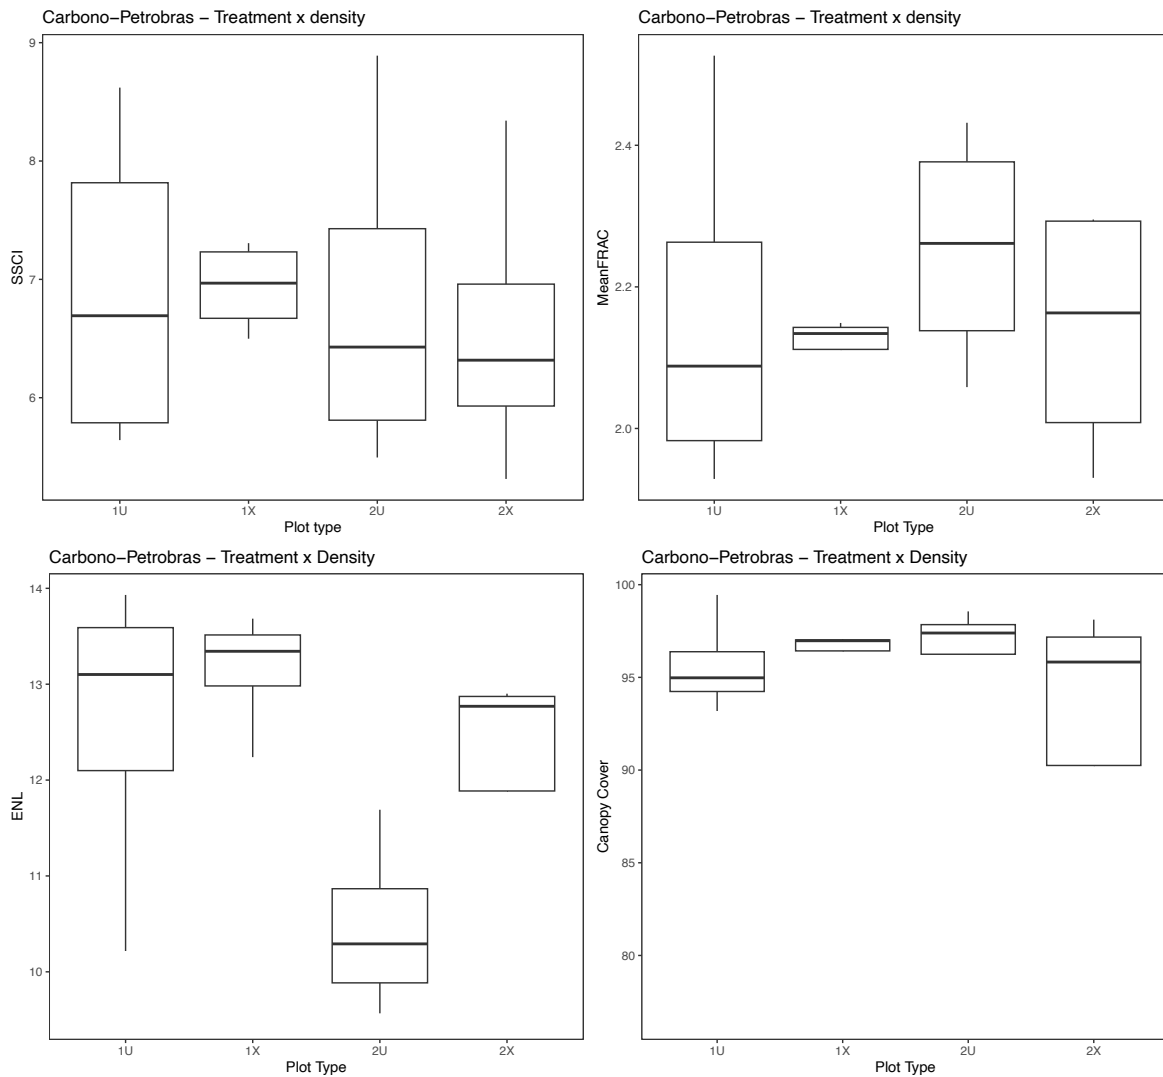 Carbono−Petrobras − Treatment x density
9
8
7
6
SSCI
1U 1X 2U 2X
Plot type
Carbono−Petrobras − Treatment x density
2.4
2.2
2.0
MeanFRAC
1U 1X 2U 2X
Plot Type
Carbono−Petrobras − Treatment x Density
14
13
12
11
10
ENL
1U 1X 2U 2X
Plot Type
Carbono−Petrobras − Treatment x Density
100
95
90
85
80
Canopy Cover
1U 1X 2U 2X
Plot Type